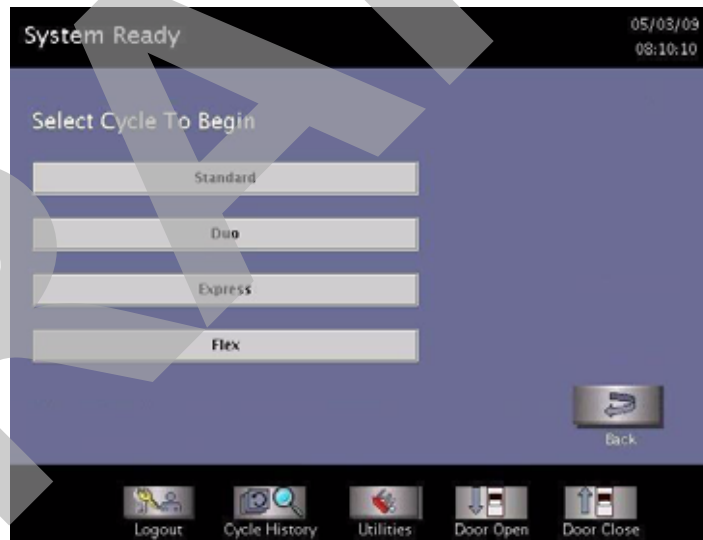 System Ready
05/03/09
08:10:10
Select Cycle To Begin
Standard
Duo
Express
Flex
Back
Logout
Cycle History
Utilities
Door Open
Door Close